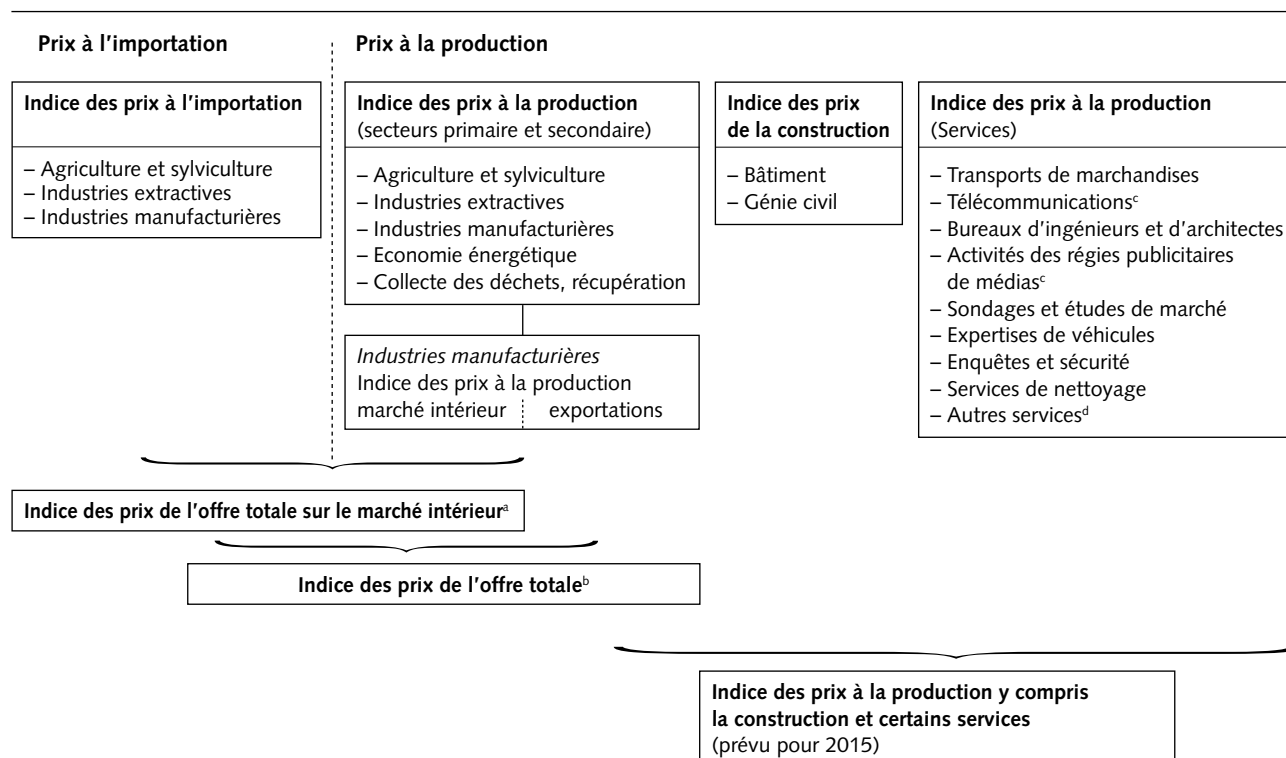 Prix à l’importation
Prix à la production
Indice des prix à l’importation
– Agriculture et sylviculture
– Industries extractives
– Industries manufacturières
Indice des prix à la production
(secteurs primaire et secondaire)
– Agriculture et sylviculture
– Industries extractives
– Industries manufacturières
– Economie énergétique
– Collecte des déchets, récupération
Industries manufacturières
Indice des prix à la production
marché intérieur
exportations
Indice des prix
de la construction
– Bâtiment
– Génie civil
Indice des prix à la production
(Services)
– Transports de marchandises
– Télécommunicationsᶜ
– Bureaux d'ingénieurs et d'architectes
– Activités des régies publicitaires
de médiasᶜ
– Sondages et études de marché
– Expertises de véhicules
– Enquêtes et sécurité
– Services de nettoyage
– Autres servicesᵈ
Indice des prix de l’offre totale sur le marché intérieurᵃ
Indice des prix de l’offre totaleᵇ
Indice des prix à la production y compris
la construction et certains services
(prévu pour 2015)